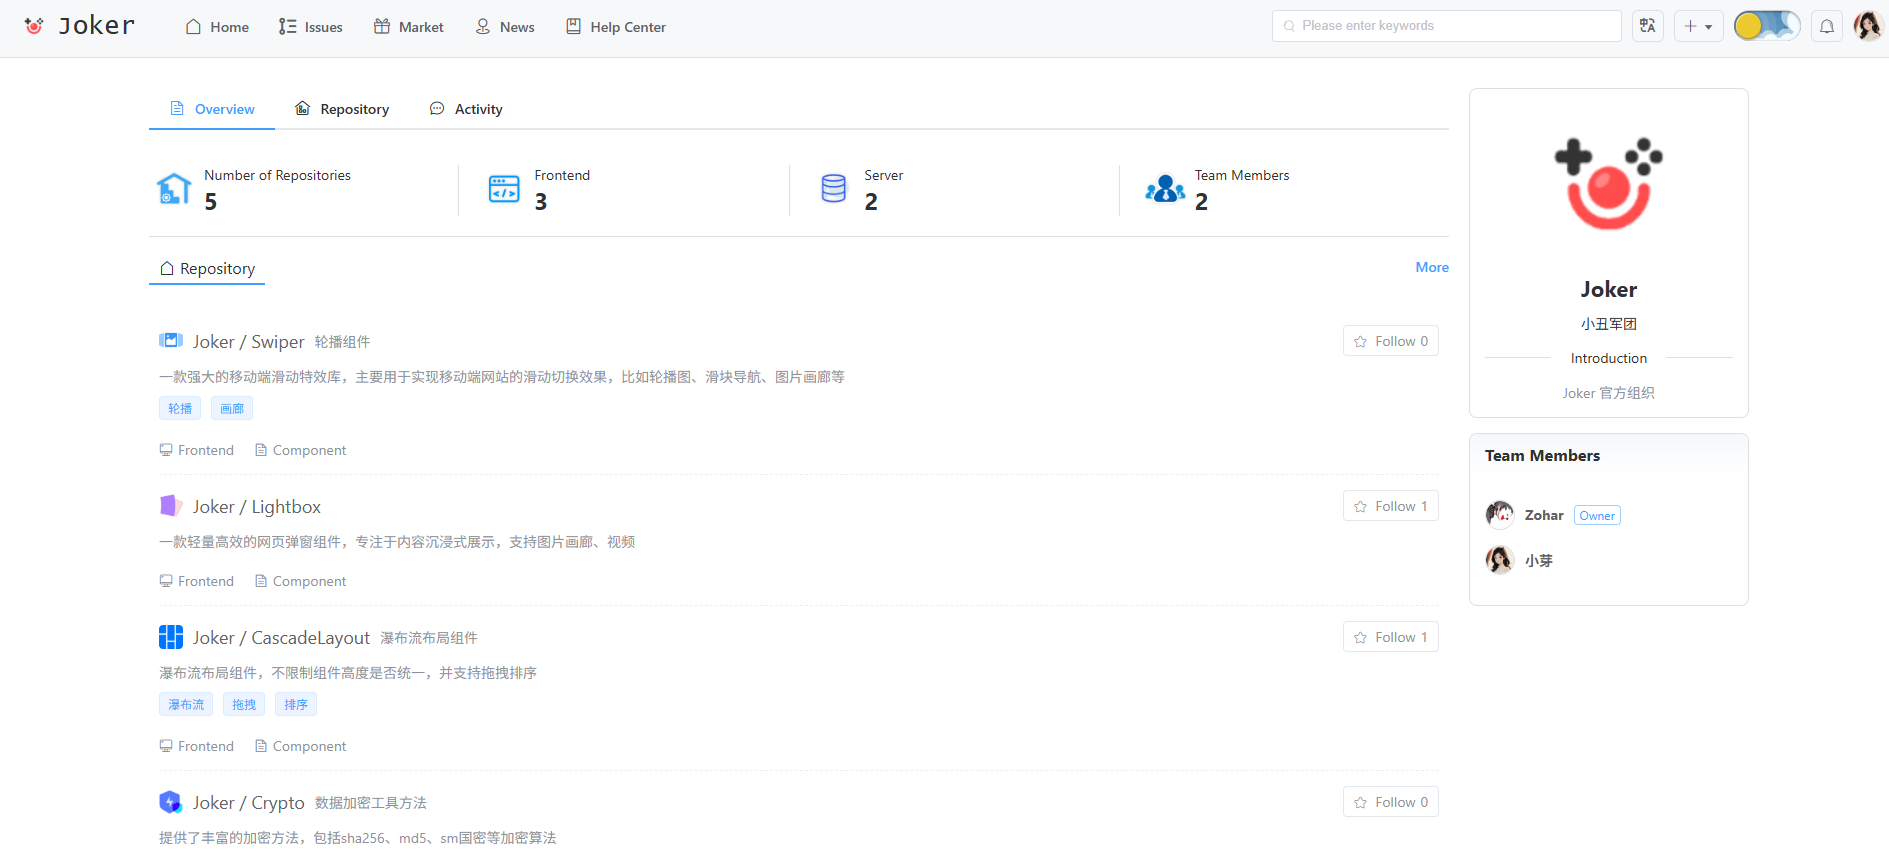 Joker
Home Issues Market News Help Center
Please enter keywords
Overview Repository Activity
Number of Repositories
5
Frontend
3
Server
2
Team Members
2
Repository
More
Joker / Swiper 轮播组件
Follow 0
一款强大的移动端滑动特效库，主要用于实现移动端网站的滑动切换效果，比如轮播图、滑块导航、图片画廊等
轮播 画廊
Frontend Component
Joker / Lightbox
Follow 1
一款轻量高效的网页弹窗组件，专注于内容沉浸式展示，支持图片画廊、视频
Frontend Component
Joker / CascadeLayout 瀑布流布局组件
Follow 1
瀑布流布局组件，不限制组件高度是否统一，并支持拖拽排序
瀑布流 拖拽 排序
Frontend Component
Joker / Crypto 数据加密工具方法
Follow 0
提供了丰富的加密方法，包括sha256、md5、sm国密等加密算法
Joker
小丑军团
Introduction
Joker 官方组织
Team Members
Zohar Owner
小芽